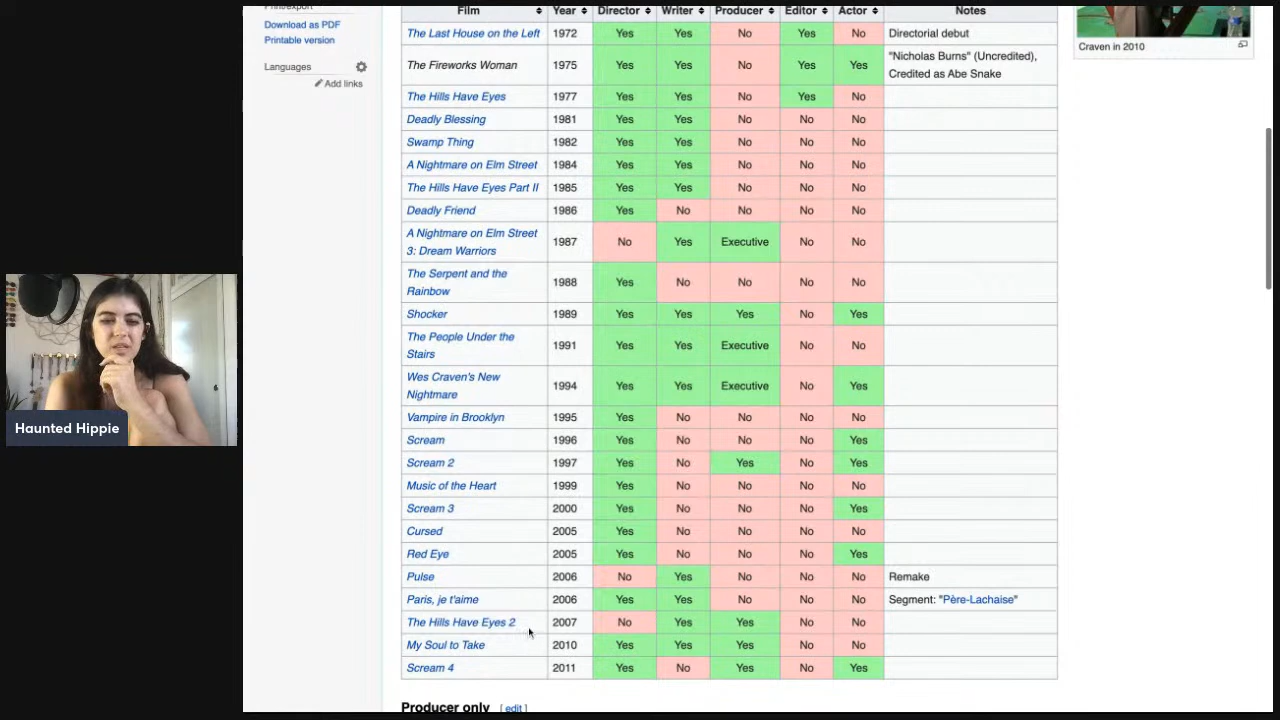 Print/export
Download as PDF
Printable version
Languages
Add links
Film Year Director Writer Producer Editor Actor Notes
The Last House on the Left 1972 Yes Yes No Yes No Directorial debut
The Fireworks Woman 1975 Yes Yes No Yes Yes "Nicholas Burns" (Uncredited),
Credited as Abe Snake
The Hills Have Eyes 1977 Yes Yes No Yes No
Deadly Blessing 1981 Yes Yes No No No
Swamp Thing 1982 Yes Yes No No No
A Nightmare on Elm Street 1984 Yes Yes No No No
The Hills Have Eyes Part II 1985 Yes Yes No No No
Deadly Friend 1986 Yes No No No No
A Nightmare on Elm Street
3: Dream Warriors 1987 No Yes Executive No No
The Serpent and the
Rainbow 1988 Yes No No No No
Shocker 1989 Yes Yes Yes No Yes
The People Under the
Stairs 1991 Yes Yes Executive No No
Wes Craven's New
Nightmare 1994 Yes Yes Executive No Yes
Vampire in Brooklyn 1995 Yes No No No No
Scream 1996 Yes No No No Yes
Scream 2 1997 Yes No Yes No Yes
Music of the Heart 1999 Yes No No No No
Scream 3 2000 Yes No No No Yes
Cursed 2005 Yes No No No No
Red Eye 2005 Yes No No No Yes
Pulse 2006 No Yes No No No Remake
Paris, je t'aime 2006 Yes Yes No No No Segment: "Père-Lachaise"
The Hills Have Eyes 2 2007 No Yes Yes No No
My Soul to Take 2010 Yes Yes Yes No No
Scream 4 2011 Yes No Yes No Yes
Producer only [ edit ]
Craven in 2010
Haunted Hippie